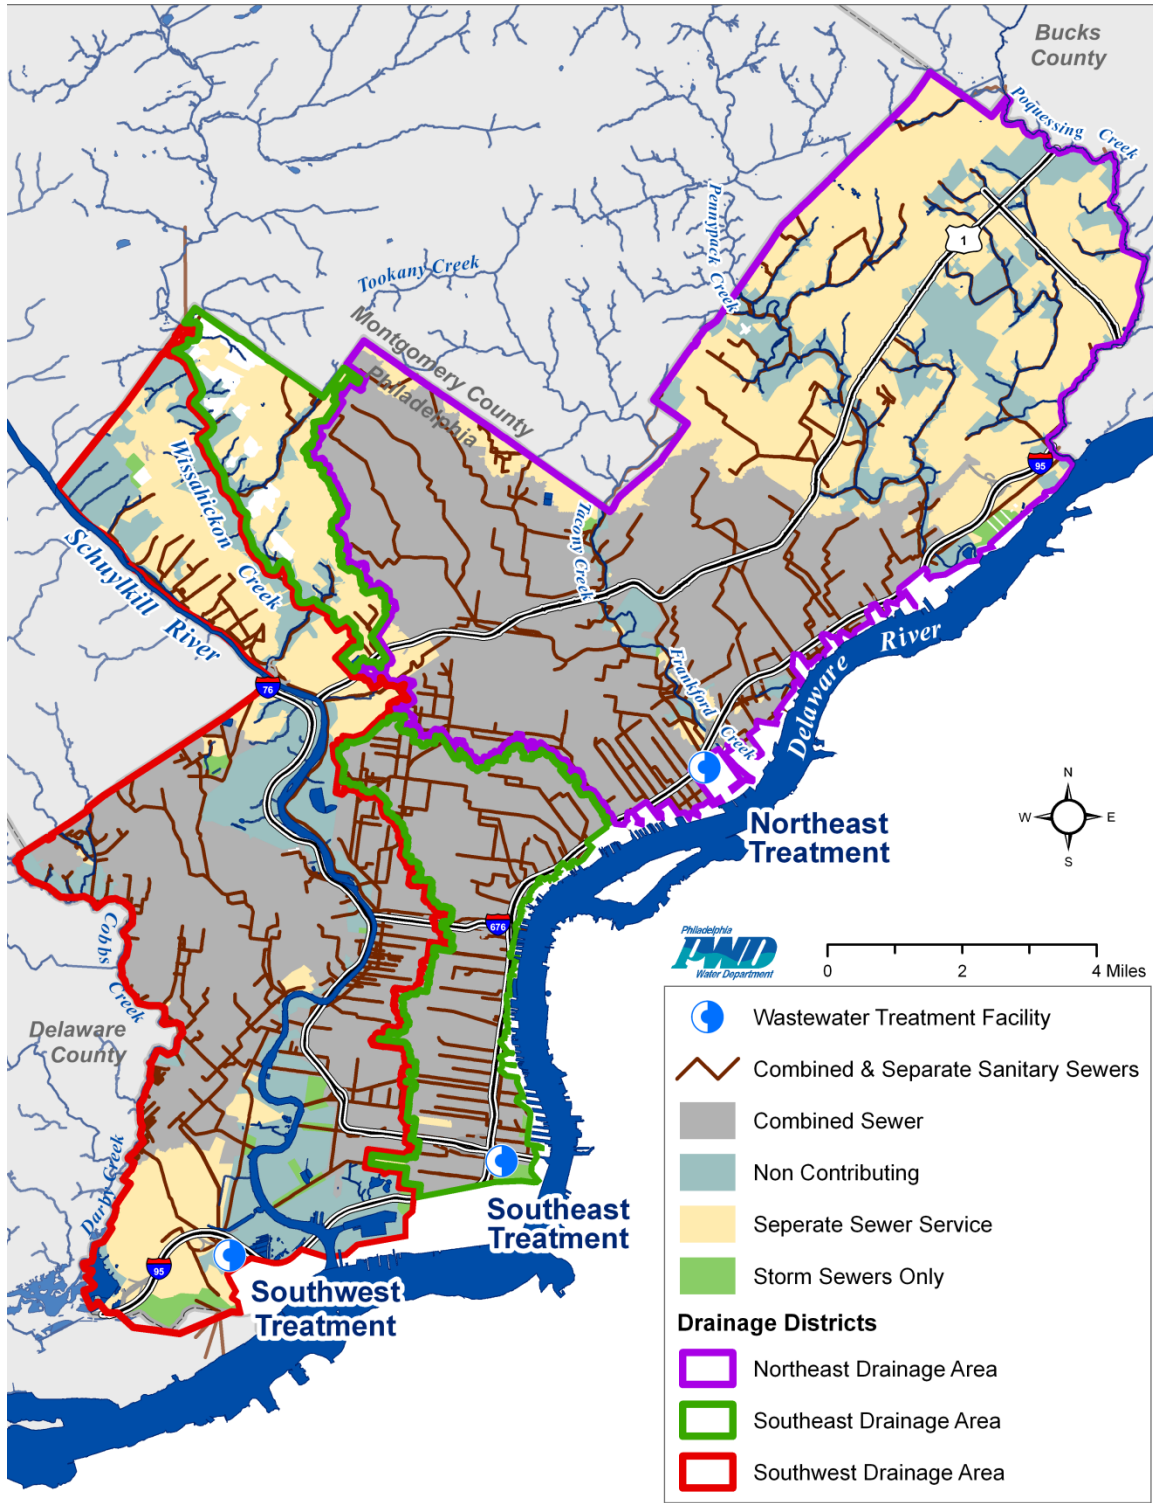 Bucks
County
Poquessing Creek
Pennypack Creek
1
Tookany Creek
Montgomery County
Philadelphia
Wissahickon
Creek
Schuylkill
River
Tacony Creek
95
76
Frankford Creek
Delaware River
Northeast
Treatment
N
W E
S
Cobbs Creek
676
Philadelphia
PWD
Water Department
0 2 4 Miles
Delaware
County
Darby Creek
Southeast
Treatment
95
Southwest
Treatment
Wastewater Treatment Facility
Combined & Separate Sanitary Sewers
Combined Sewer
Non Contributing
Seperate Sewer Service
Storm Sewers Only
Drainage Districts
Northeast Drainage Area
Southeast Drainage Area
Southwest Drainage Area